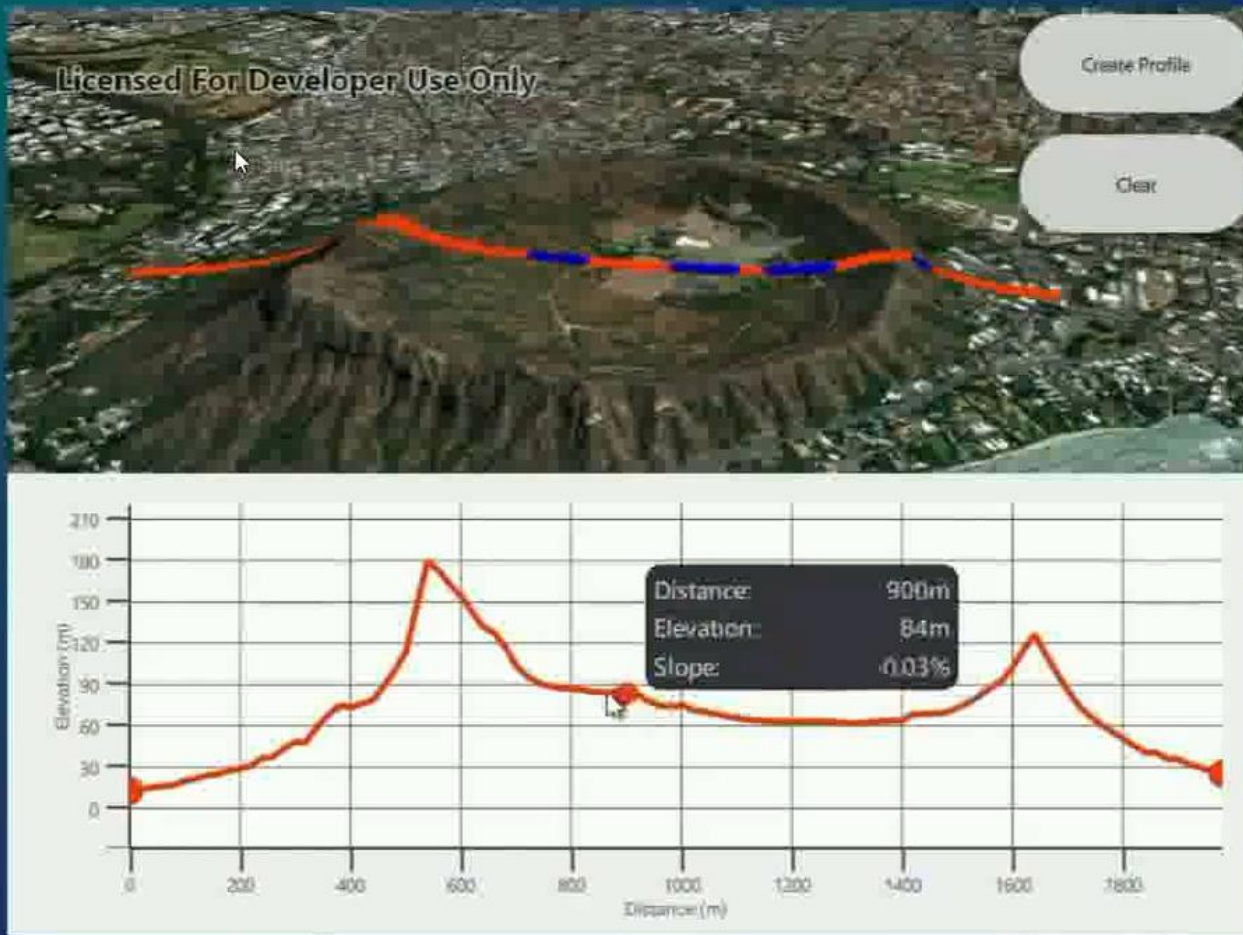 Licensed For Developer Use Only
Create Profile
Clear
210
180
150
120
90
60
30
0
Elevation (m)
Distance: 900m
Elevation: 84m
Slope: -0.03%
0 200 400 600 800 1000 1200 1400 1600 1800
Distance (m)